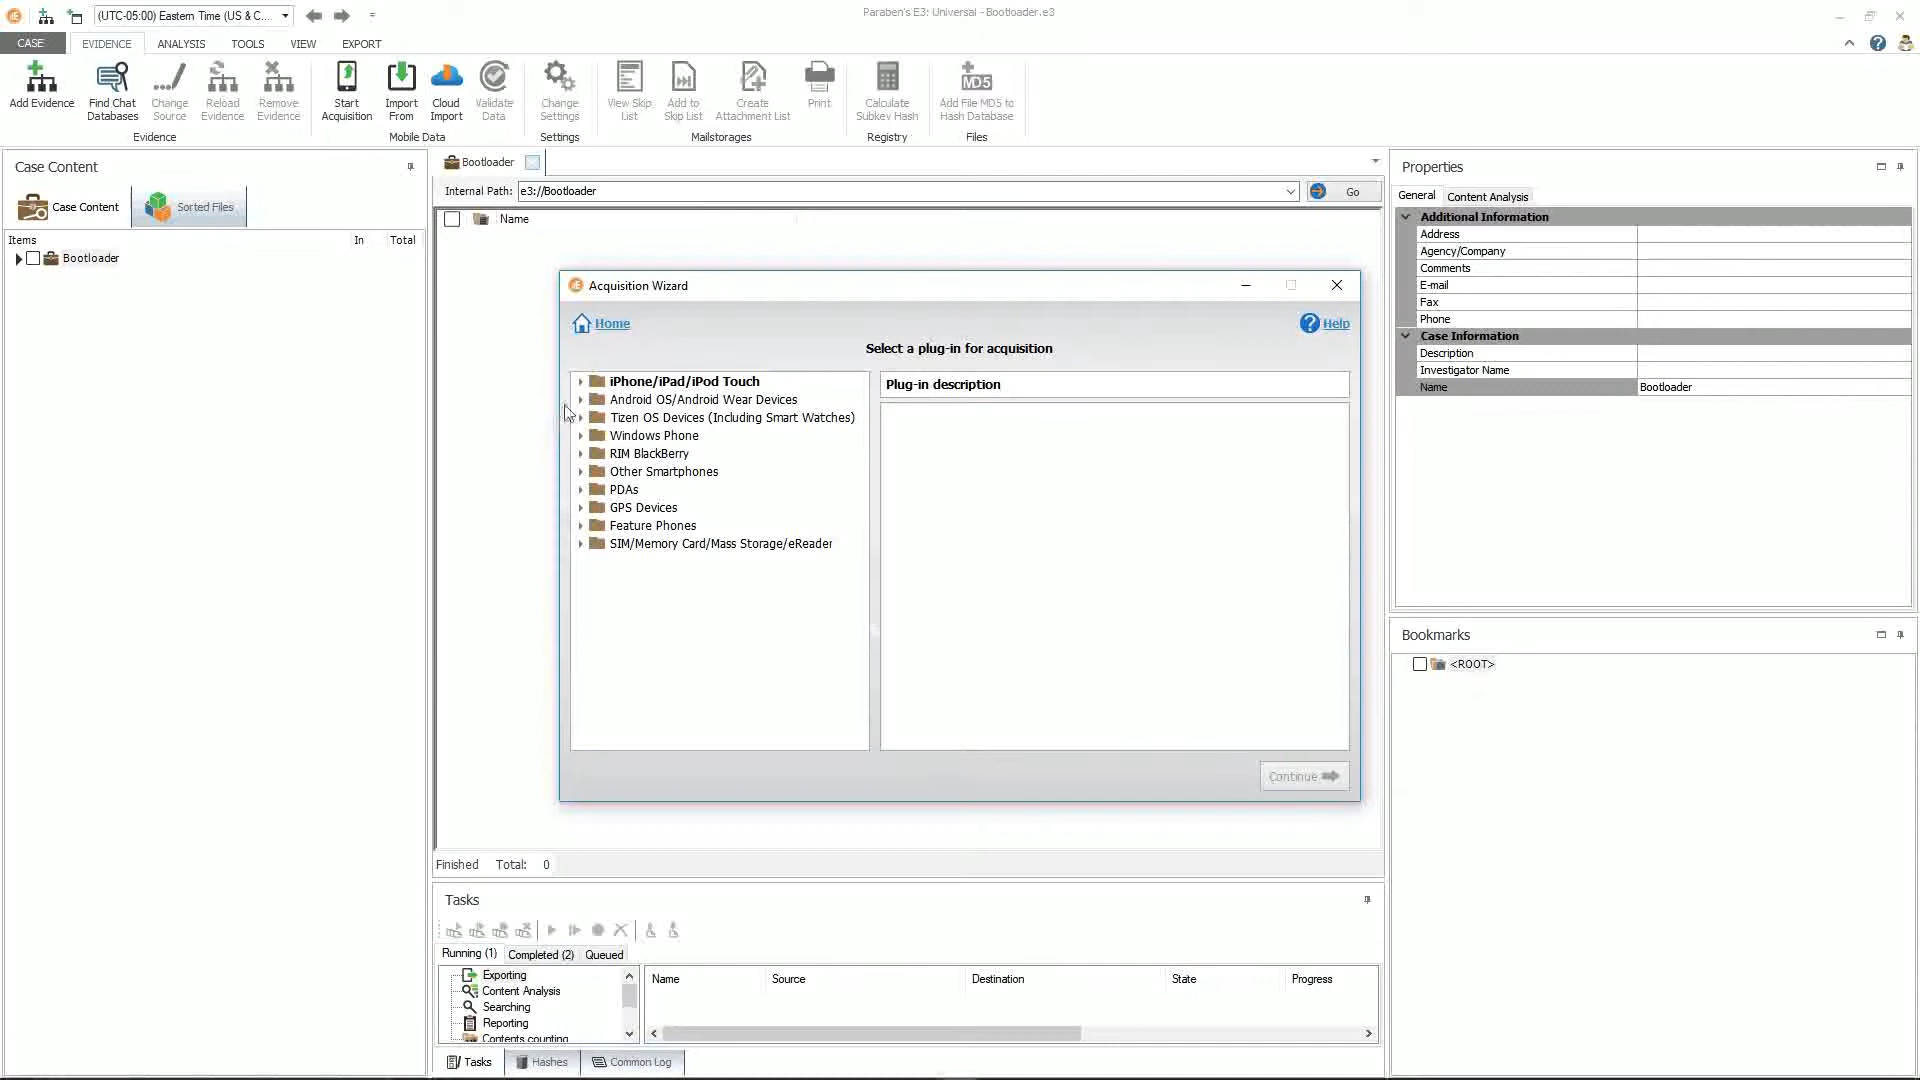 (UTC-05:00) Eastern Time (US & C...
Paraben's E3: Universal - Bootloader.e3
CASE EVIDENCE ANALYSIS TOOLS VIEW EXPORT
Add Evidence
Find Chat Databases
Change Source
Reload Evidence
Remove Evidence
Start Acquisition
Import From
Cloud Import
Validate Data
Change Settings
View Skip List
Add to Skip List
Create Attachment List
Print
Calculate Subkey Hash
MD5
Add File MD5 to Hash Database
Evidence Mobile Data Settings Mailstorages Registry Files
Case Content
Case Content Sorted Files
Items In Total
Bootloader
Bootloader
Internal Path: e3://Bootloader Go
Name
Acquisition Wizard
Home Help
Select a plug-in for acquisition
iPhone/iPad/iPod Touch
Android OS/Android Wear Devices
Tizen OS Devices (Including Smart Watches)
Windows Phone
RIM BlackBerry
Other Smartphones
PDAs
GPS Devices
Feature Phones
SIM/Memory Card/Mass Storage/eReader
Plug-in description
Continue
Finished Total: 0
Tasks
Running (1) Completed (2) Queued
Exporting
Content Analysis
Searching
Reporting
Contents counting
Name Source Destination State Progress
Tasks Hashes Common Log
Properties
General Content Analysis
Additional Information
Address
Agency/Company
Comments
E-mail
Fax
Phone
Case Information
Description
Investigator Name
Name Bootloader
Bookmarks
<ROOT>